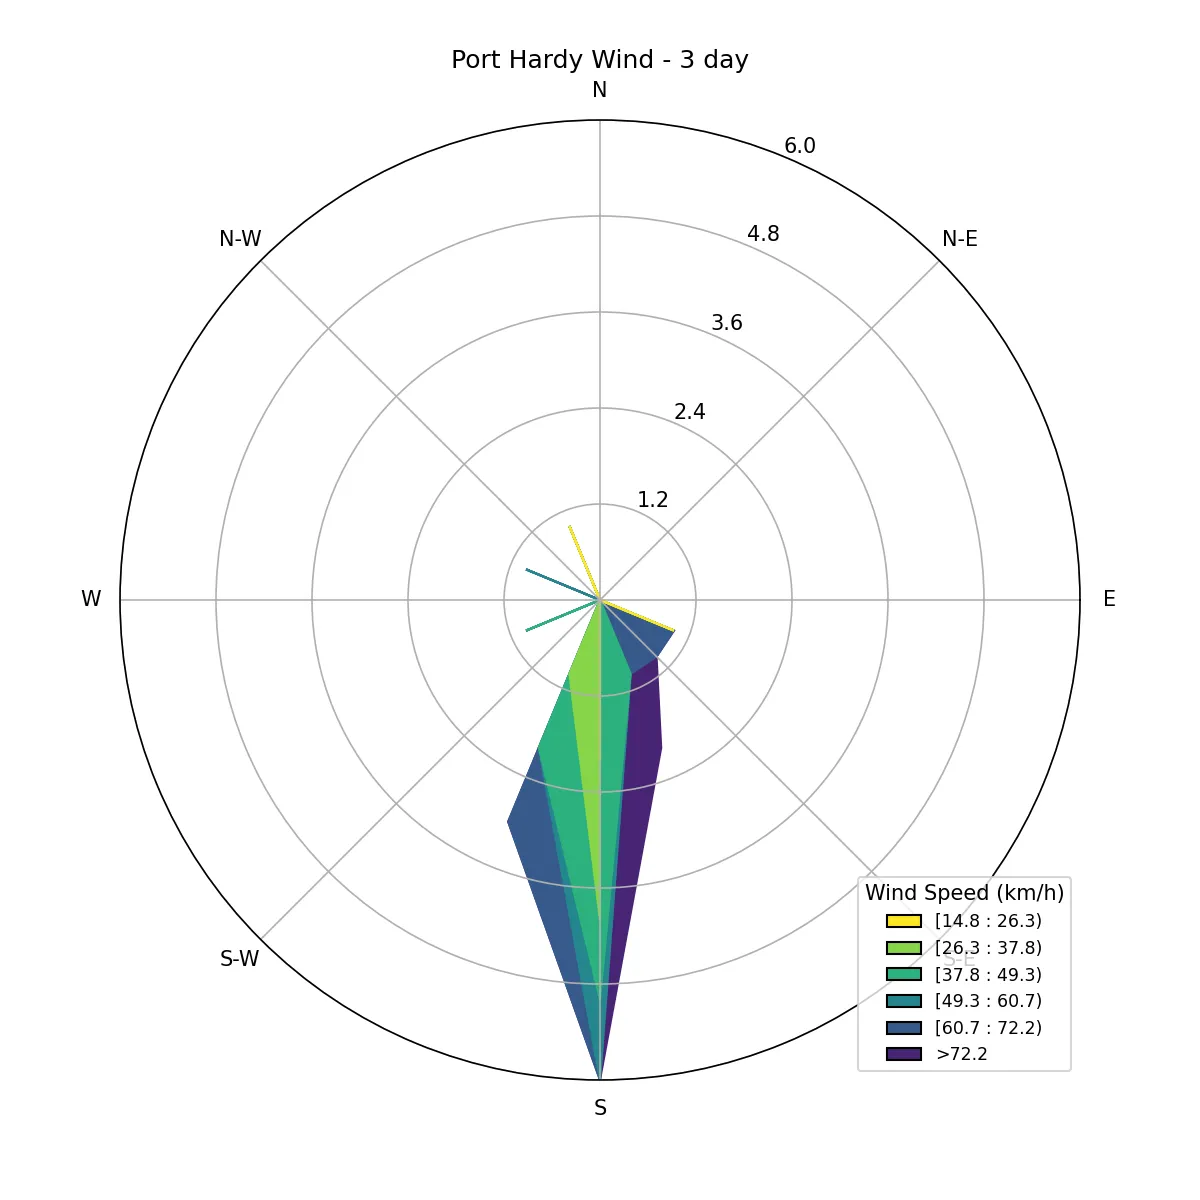 Port Hardy Wind - 3 day
N
6.0
N-W
N-E
4.8
3.6
2.4
1.2
W
E
S-W
S-E
Wind Speed (km/h)
[14.8 : 26.3)
[26.3 : 37.8)
[37.8 : 49.3)
[49.3 : 60.7)
[60.7 : 72.2)
>72.2
S